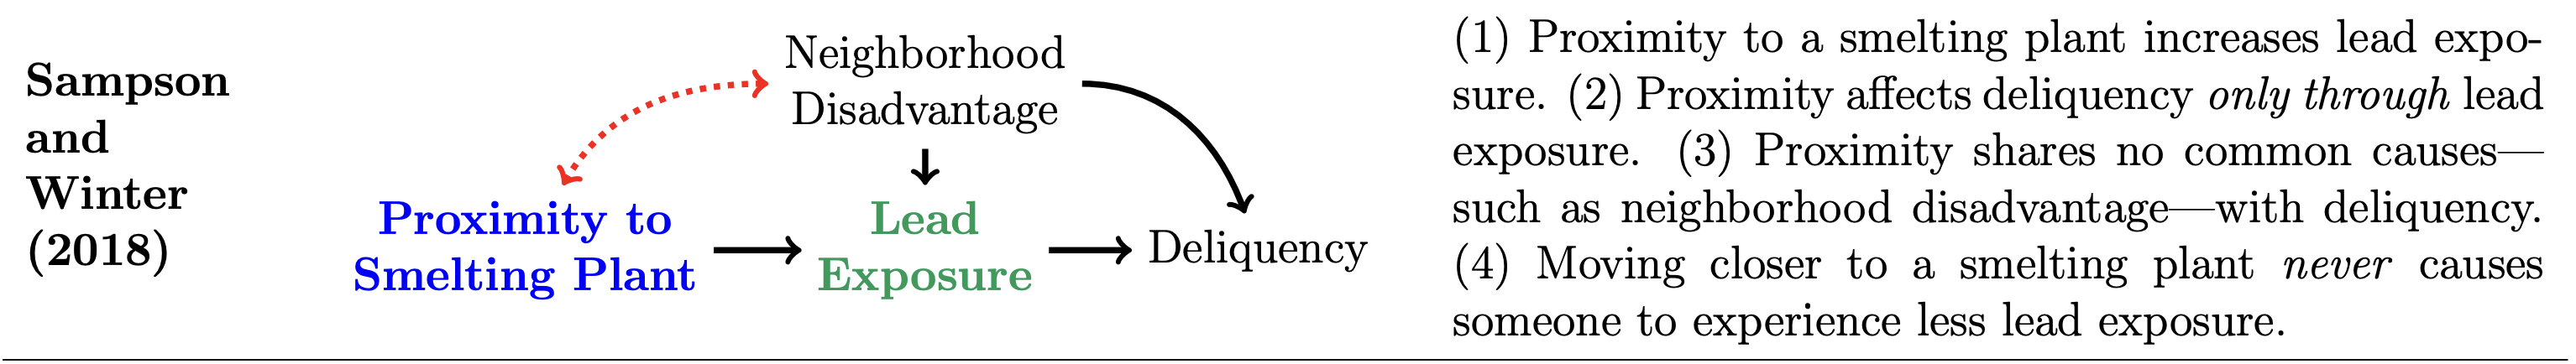 Sampson
and
Winter
(2018)
Neighborhood
Disadvantage
Proximity to
Smelting Plant
Lead
Exposure
Deliquency
(1) Proximity to a smelting plant increases lead expo-
sure. (2) Proximity affects deliquency only through lead
exposure. (3) Proximity shares no common causes—
such as neighborhood disadvantage—with deliquency.
(4) Moving closer to a smelting plant never causes
someone to experience less lead exposure.